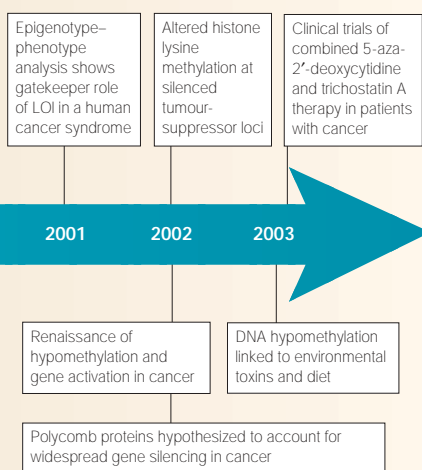 Epigenotype–
phenotype
analysis shows
gatekeeper role
of LOI in a human
cancer syndrome
Altered histone
lysine
methylation at
silenced
tumour-
suppressor loci
Clinical trials of
combined 5-aza-
2′-deoxycytidine
and trichostatin A
therapy in patients
with cancer
2001
2002
2003
Renaissance of
hypomethylation and
gene activation in cancer
DNA hypomethylation
linked to environmental
toxins and diet
Polycomb proteins hypothesized to account for
widespread gene silencing in cancer